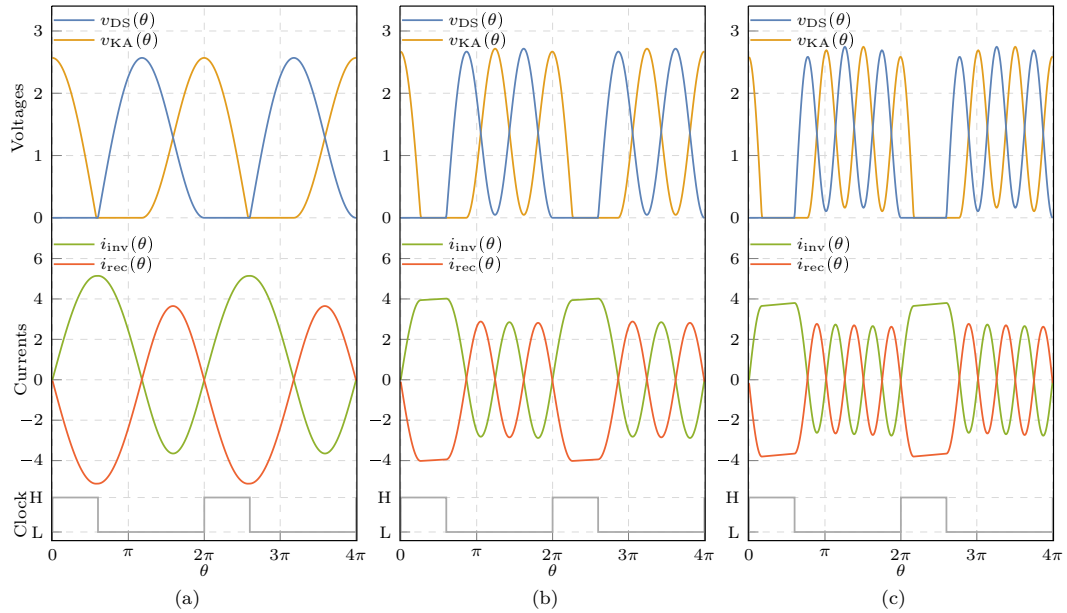 v_DS(θ)
v_KA(θ)
3
2
1
0
Voltages
i_inv(θ)
i_rec(θ)
6
4
2
0
−2
−4
Currents
H
L
Clock
0 π 2π 3π 4π
θ
(a)
v_DS(θ)
v_KA(θ)
3
2
1
0
i_inv(θ)
i_rec(θ)
6
4
2
0
−2
−4
H
L
0 π 2π 3π 4π
θ
(b)
v_DS(θ)
v_KA(θ)
3
2
1
0
i_inv(θ)
i_rec(θ)
6
4
2
0
−2
−4
H
L
0 π 2π 3π 4π
θ
(c)